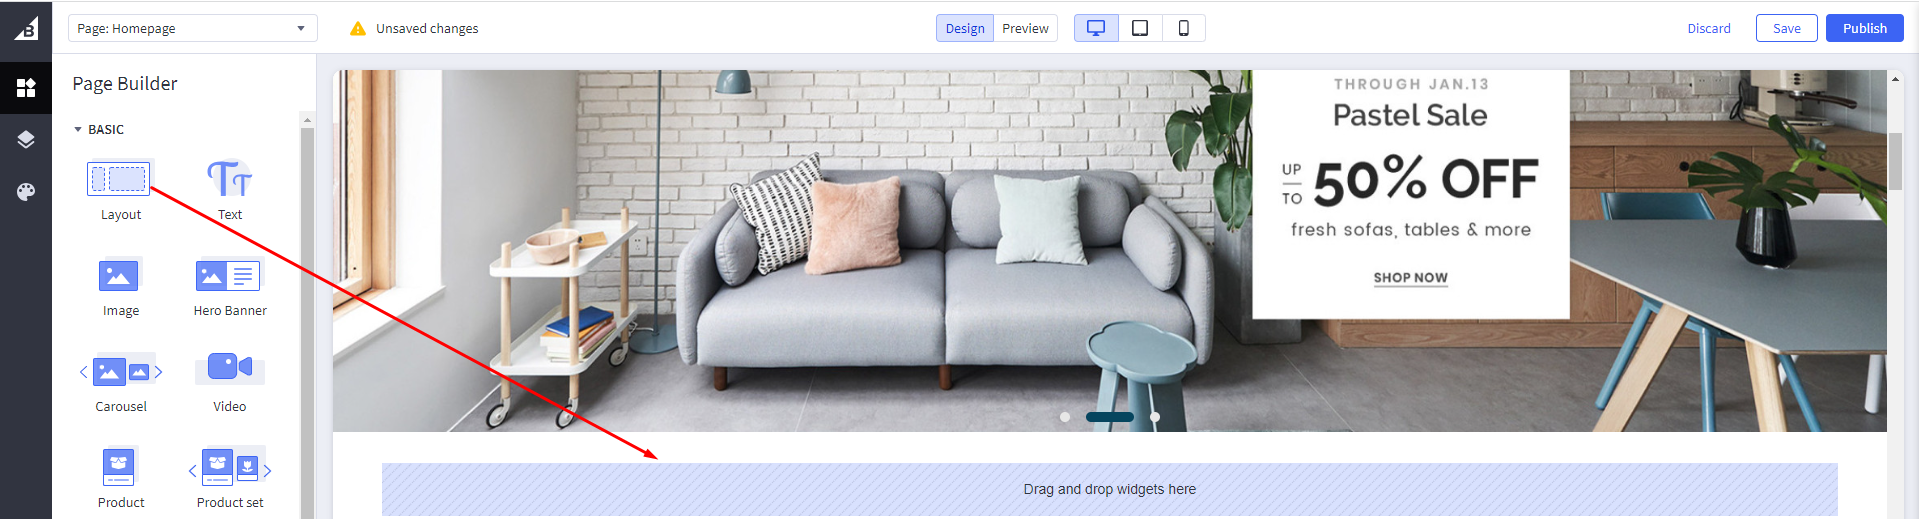 Page: Homepage
Unsaved changes
Design
Preview
Discard
Save
Publish
Page Builder
BASIC
Layout
Text
Image
Hero Banner
Carousel
Video
Product
Product set
THROUGH JAN.13
Pastel Sale
UP TO 50% OFF
fresh sofas, tables & more
SHOP NOW
Drag and drop widgets here